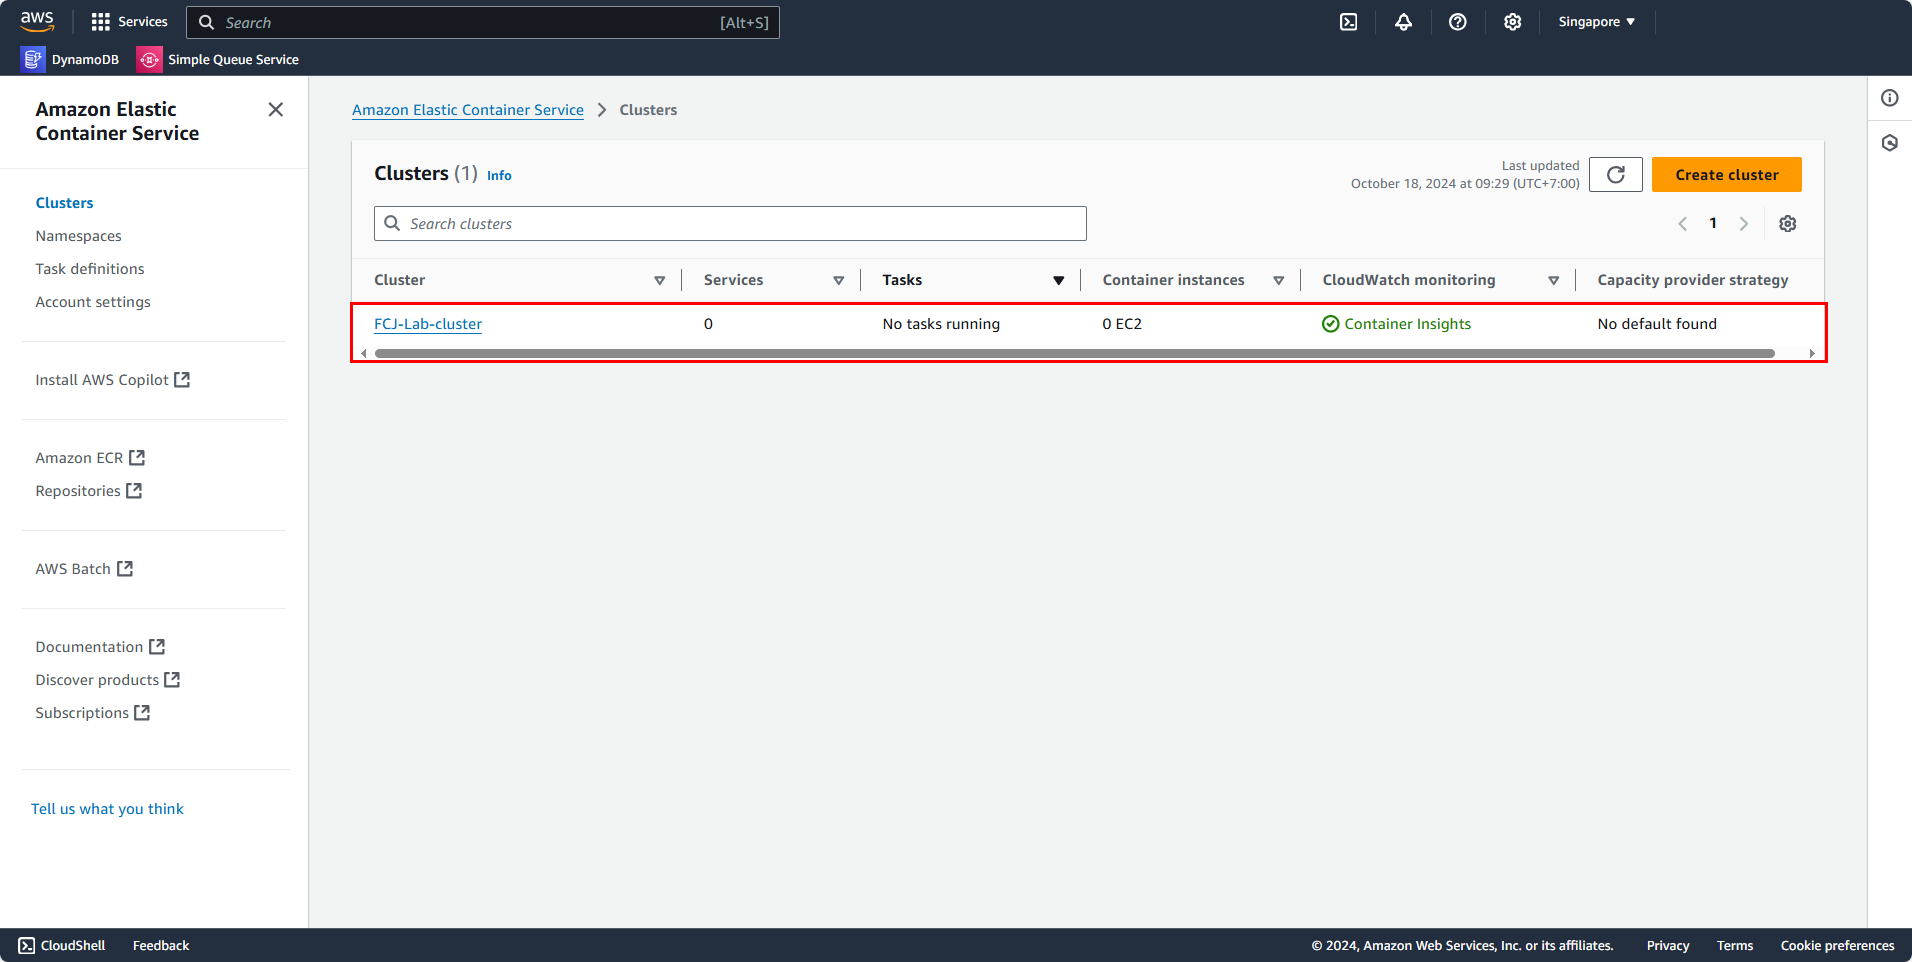 aws
Services
Search
[Alt+S]
Singapore
DynamoDB
Simple Queue Service
Amazon Elastic
Container Service
Clusters
Namespaces
Task definitions
Account settings
Install AWS Copilot
Amazon ECR
Repositories
AWS Batch
Documentation
Discover products
Subscriptions
Tell us what you think
Amazon Elastic Container Service > Clusters
Clusters (1) Info
Last updated
October 18, 2024 at 09:29 (UTC+7:00)
Create cluster
Search clusters
1
Cluster Services Tasks Container instances CloudWatch monitoring Capacity provider strategy
FCJ-Lab-cluster 0 No tasks running 0 EC2 Container Insights No default found
CloudShell Feedback © 2024, Amazon Web Services, Inc. or its affiliates. Privacy Terms Cookie preferences